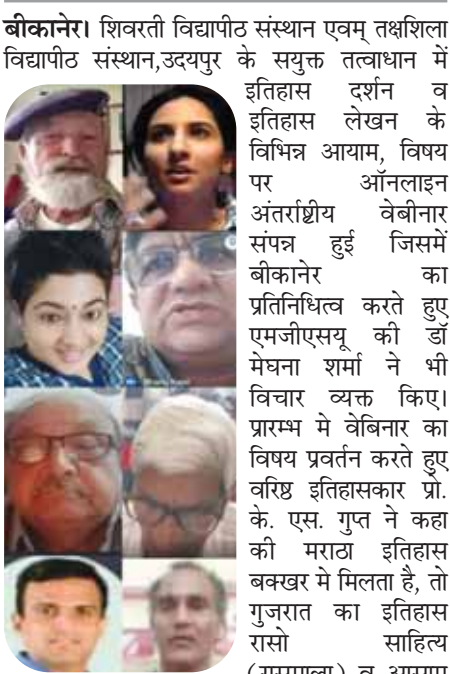 बीकानेर। शिवरती विद्यापीठ संस्थान एवम् तक्षशिला
विद्यापीठ संस्थान,उदयपुर के सयुक्त तत्वाधान में
इतिहास दर्शन व
इतिहास लेखन के
विभिन्न आयाम, विषय
पर ऑनलाइन
अंतर्राष्ट्रीय वेबीनार
संपन्न हुई जिसमें
बीकानेर का
प्रतिनिधित्व करते हुए
एमजीएसयू की डॉ
मेघना शर्मा ने भी
विचार व्यक्त किए।
प्रारम्भ मे वेबिनार का
विषय प्रवर्तन करते हुए
वरिष्ठ इतिहासकार प्रो.
के. एस. गुप्त ने कहा
की मराठा इतिहास
बक्खर मे मिलता है, तो
गुजरात का इतिहास
रासो साहित्य